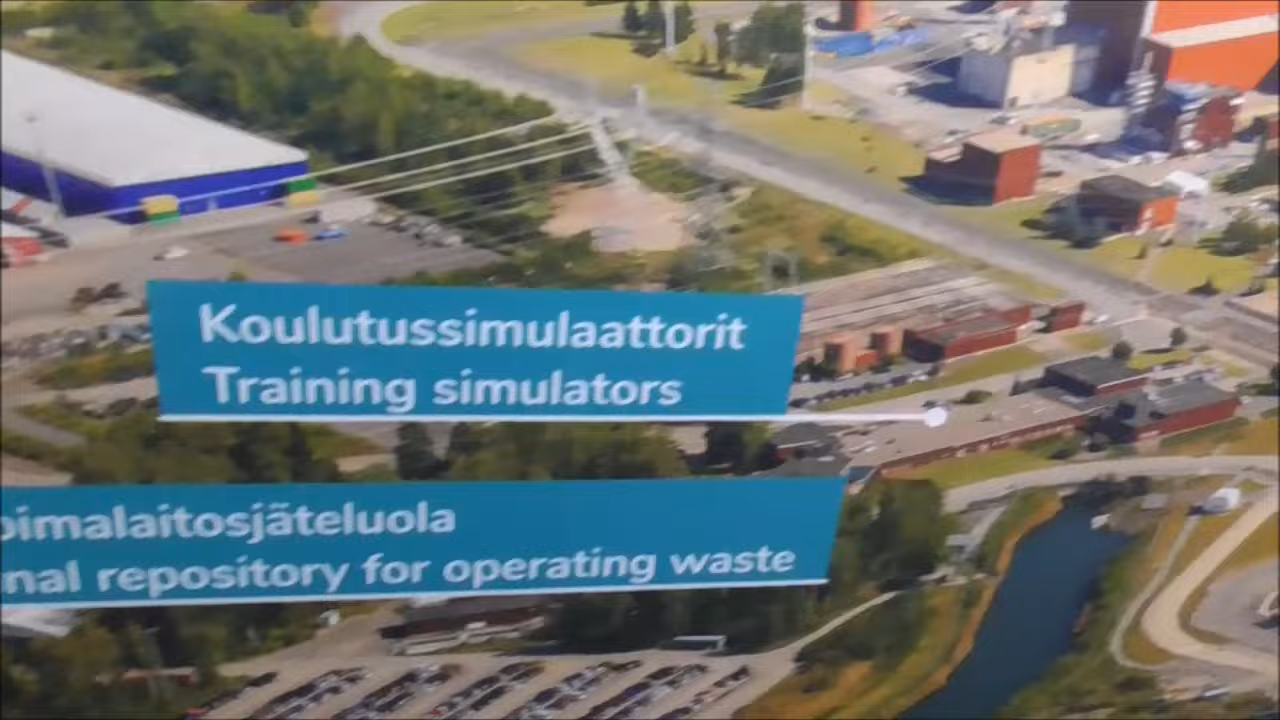 Koulutussimulaattorit
Training simulators
oimalaitosjäteluola
nal repository for operating waste